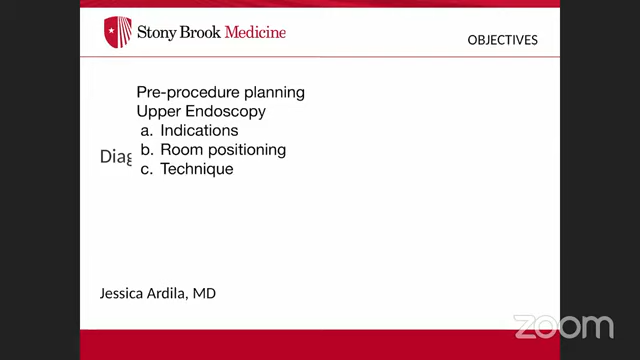 Stony Brook Medicine
OBJECTIVES
Pre-procedure planning
Upper Endoscopy
a. Indications
b. Room positioning
c. Technique
Diag
Jessica Ardila, MD
zoom